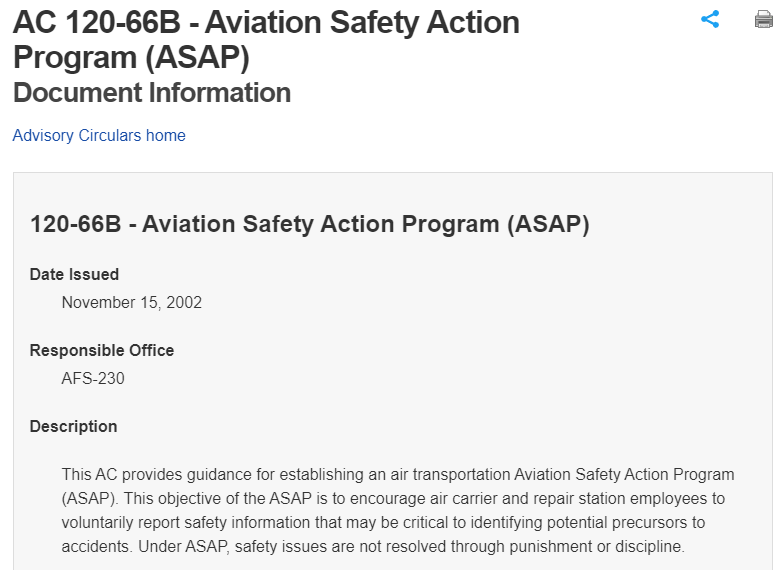 AC 120-66B - Aviation Safety Action
Program (ASAP)
Document Information
Advisory Circulars home
120-66B - Aviation Safety Action Program (ASAP)
Date Issued
November 15, 2002
Responsible Office
AFS-230
Description
This AC provides guidance for establishing an air transportation Aviation Safety Action Program
(ASAP). This objective of the ASAP is to encourage air carrier and repair station employees to
voluntarily report safety information that may be critical to identifying potential precursors to
accidents. Under ASAP, safety issues are not resolved through punishment or discipline.